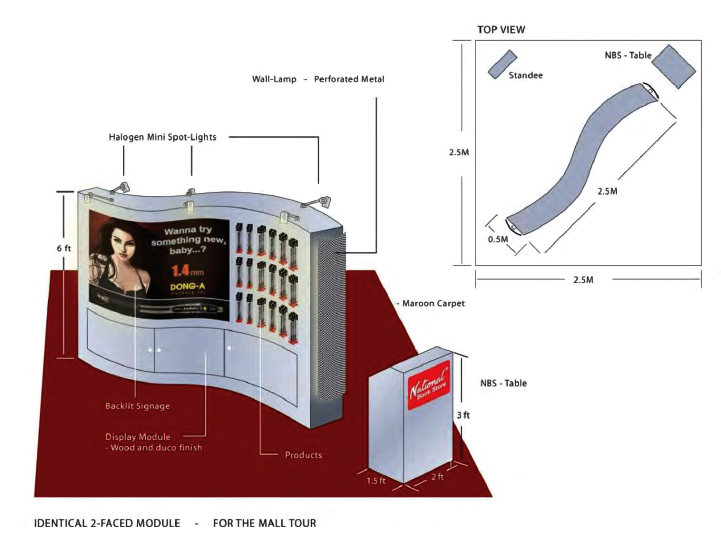 TOP VIEW
NBS - Table
Standee
2.5M
2.5M
0.5M
2.5M
Wall-Lamp - Perforated Metal
Halogen Mini Spot-Lights
6 ft
Wanna try
something new,
baby...?
1.4mm
DONG-A
- Maroon Carpet
National
Book Store
NBS - Table
3 ft
Backlit Signage
Display Module
- Wood and duco finish
Products
1.5 ft
2 ft
IDENTICAL 2-FACED MODULE - FOR THE MALL TOUR